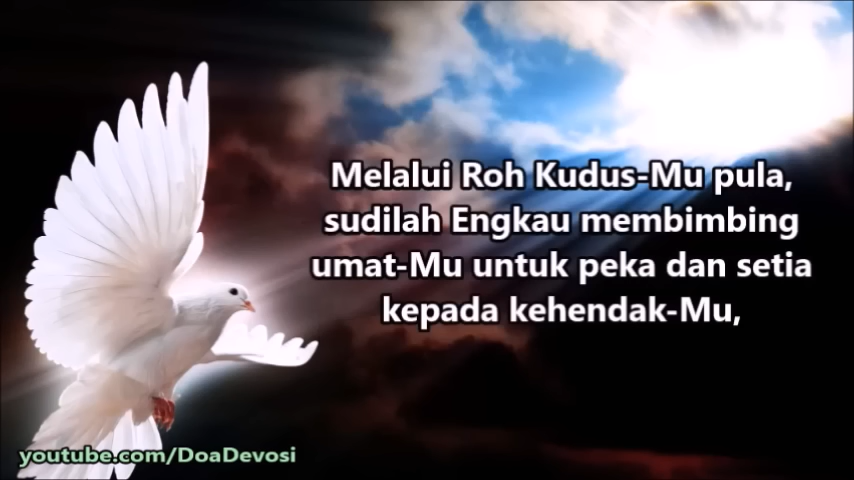 Melalui Roh Kudus-Mu pula,
sudilah Engkau membimbing
umat-Mu untuk peka dan setia
kepada kehendak-Mu,
youtube.com/DoaDevosi